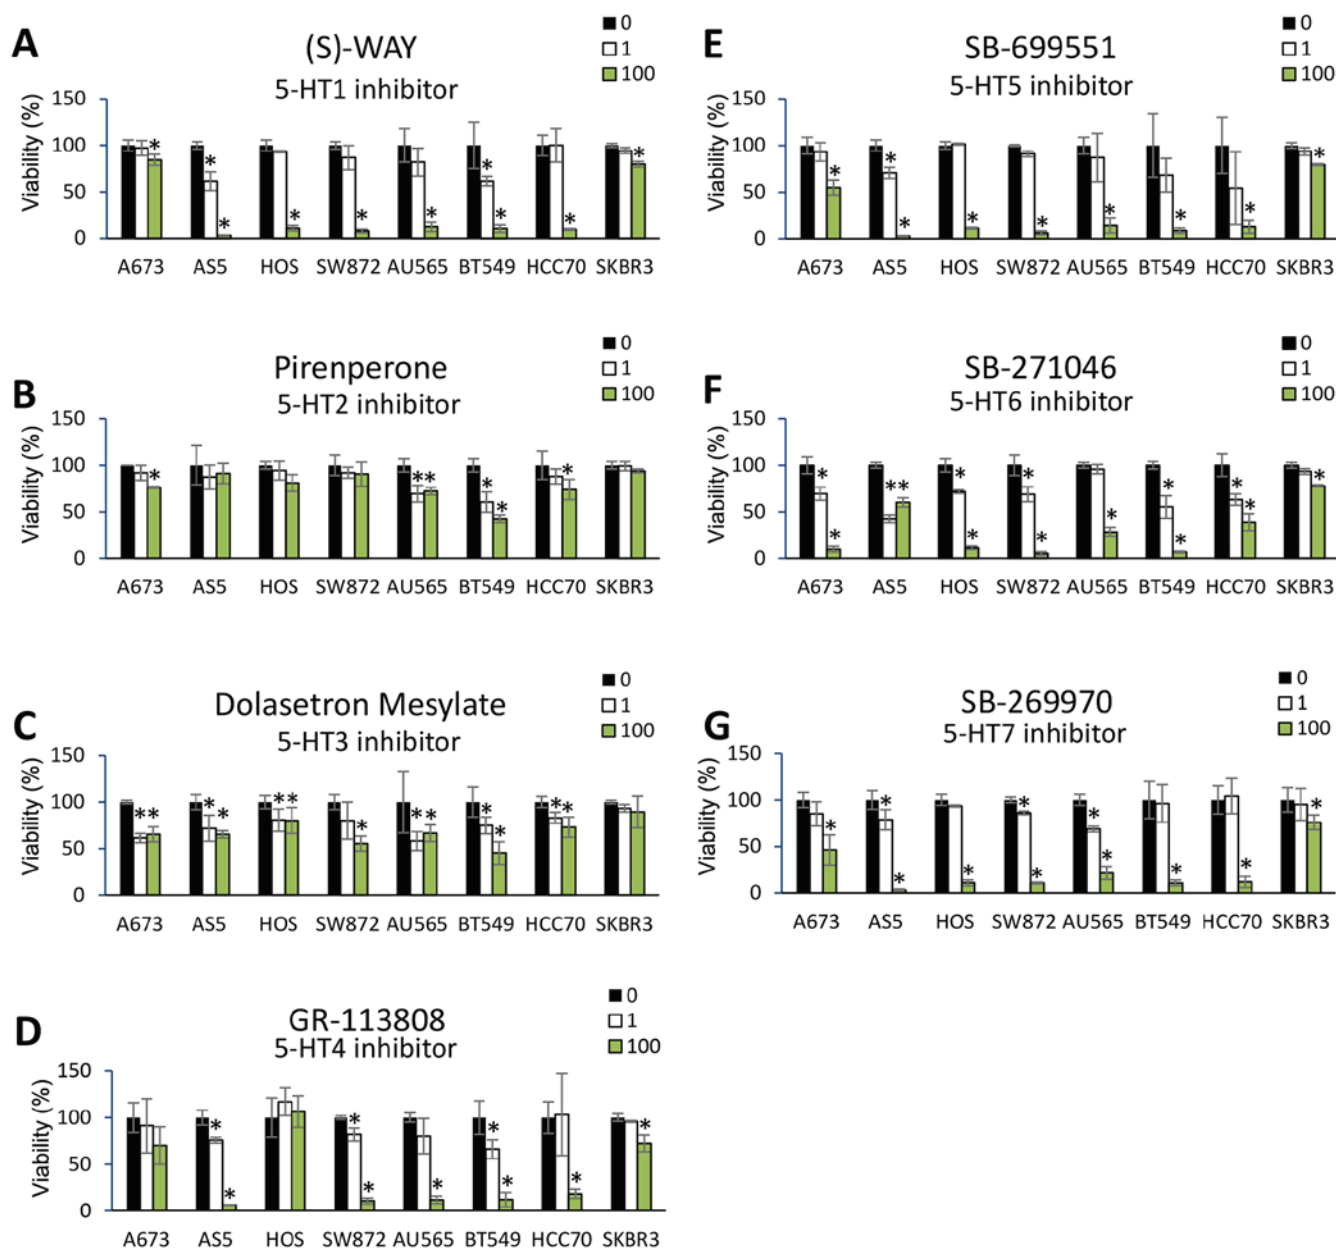 A
(S)-WAY
5-HT1 inhibitor
0
1
100
Viability (%)
150
100
50
0
* * * * * * * * * *
A673 AS5 HOS SW872 AU565 BT549 HCC70 SKBR3
B
Pirenperone
5-HT2 inhibitor
0
1
100
Viability (%)
150
100
50
0
* ** * * *
A673 AS5 HOS SW872 AU565 BT549 HCC70 SKBR3
C
Dolasetron Mesylate
5-HT3 inhibitor
0
1
100
Viability (%)
150
100
50
0
** * * ** * ** * * **
A673 AS5 HOS SW872 AU565 BT549 HCC70 SKBR3
D
GR-113808
5-HT4 inhibitor
0
1
100
Viability (%)
150
100
50
0
* * * * * * * * *
A673 AS5 HOS SW872 AU565 BT549 HCC70 SKBR3
E
SB-699551
5-HT5 inhibitor
0
1
100
Viability (%)
150
100
50
0
* * * * * * * * *
A673 AS5 HOS SW872 AU565 BT549 HCC70 SKBR3
F
SB-271046
5-HT6 inhibitor
0
1
100
Viability (%)
150
100
50
0
* * ** * * * * * * * * * *
A673 AS5 HOS SW872 AU565 BT549 HCC70 SKBR3
G
SB-269970
5-HT7 inhibitor
0
1
100
Viability (%)
150
100
50
0
* * * * * * * * * * *
A673 AS5 HOS SW872 AU565 BT549 HCC70 SKBR3